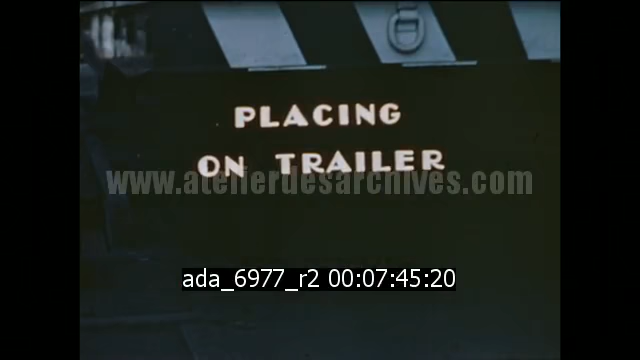 PLACING
ON TRAILER
www.atelierdesarchives.com
ada_6977_r2 00:07:45:20